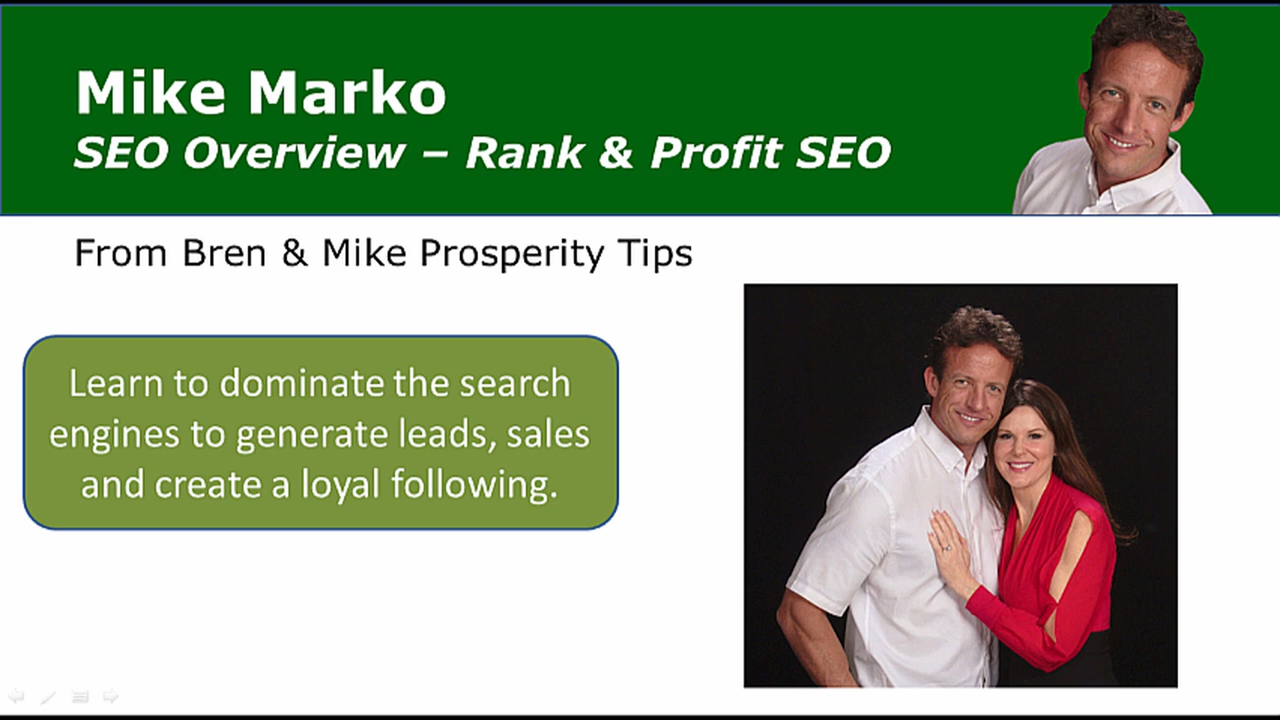 Mike Marko
SEO Overview – Rank & Profit SEO
From Bren & Mike Prosperity Tips
Learn to dominate the search
engines to generate leads, sales
and create a loyal following.